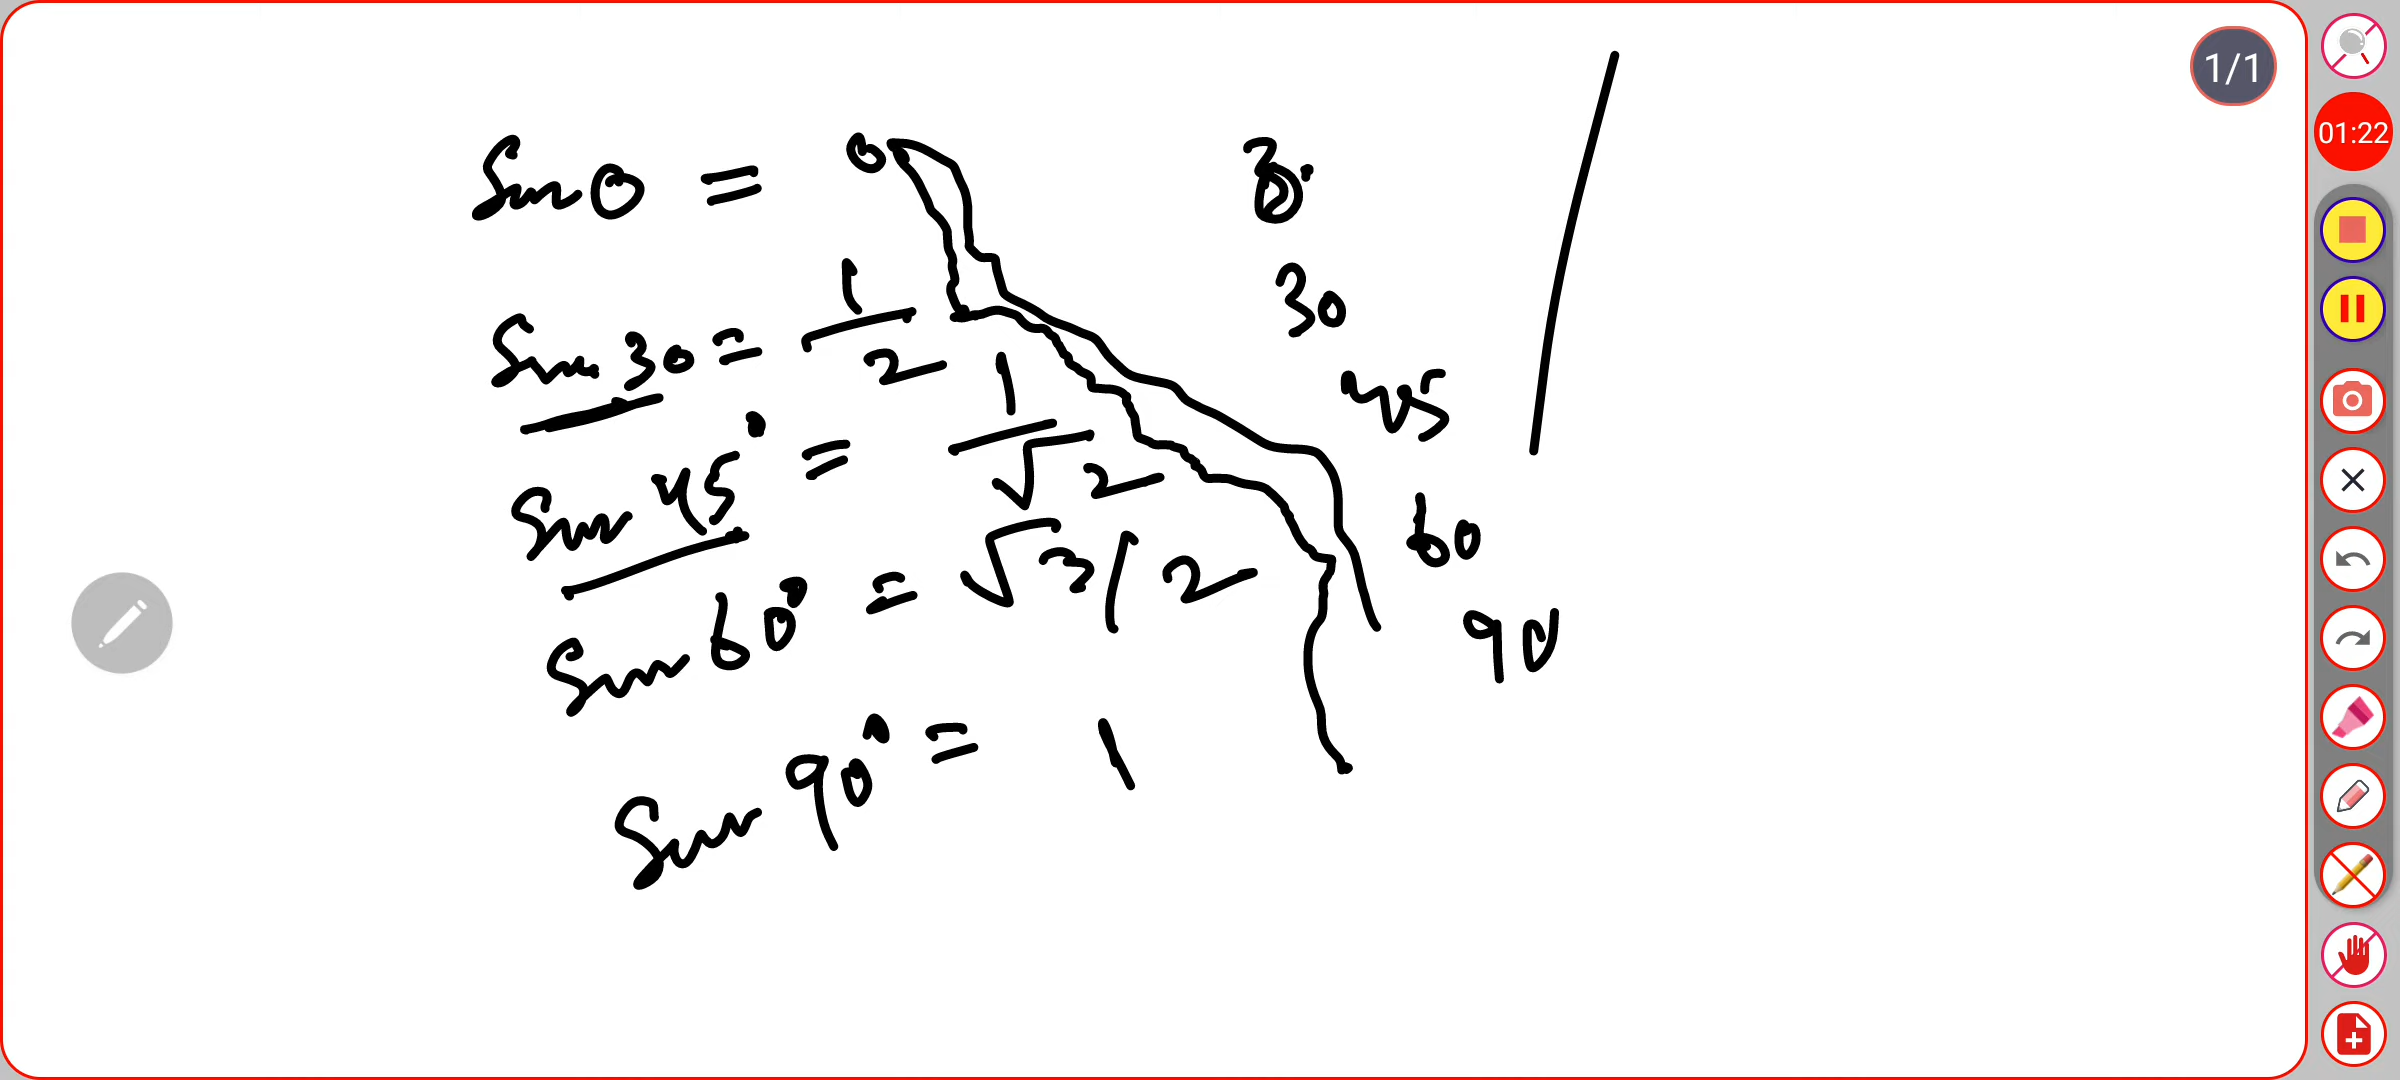 1/1
01:22
Sin 0 = 0
Sin 30 = 1/2
Sin 45° = 1/√2
Sin 60° = √3/2
Sin 90° = 1
30
45
60
90